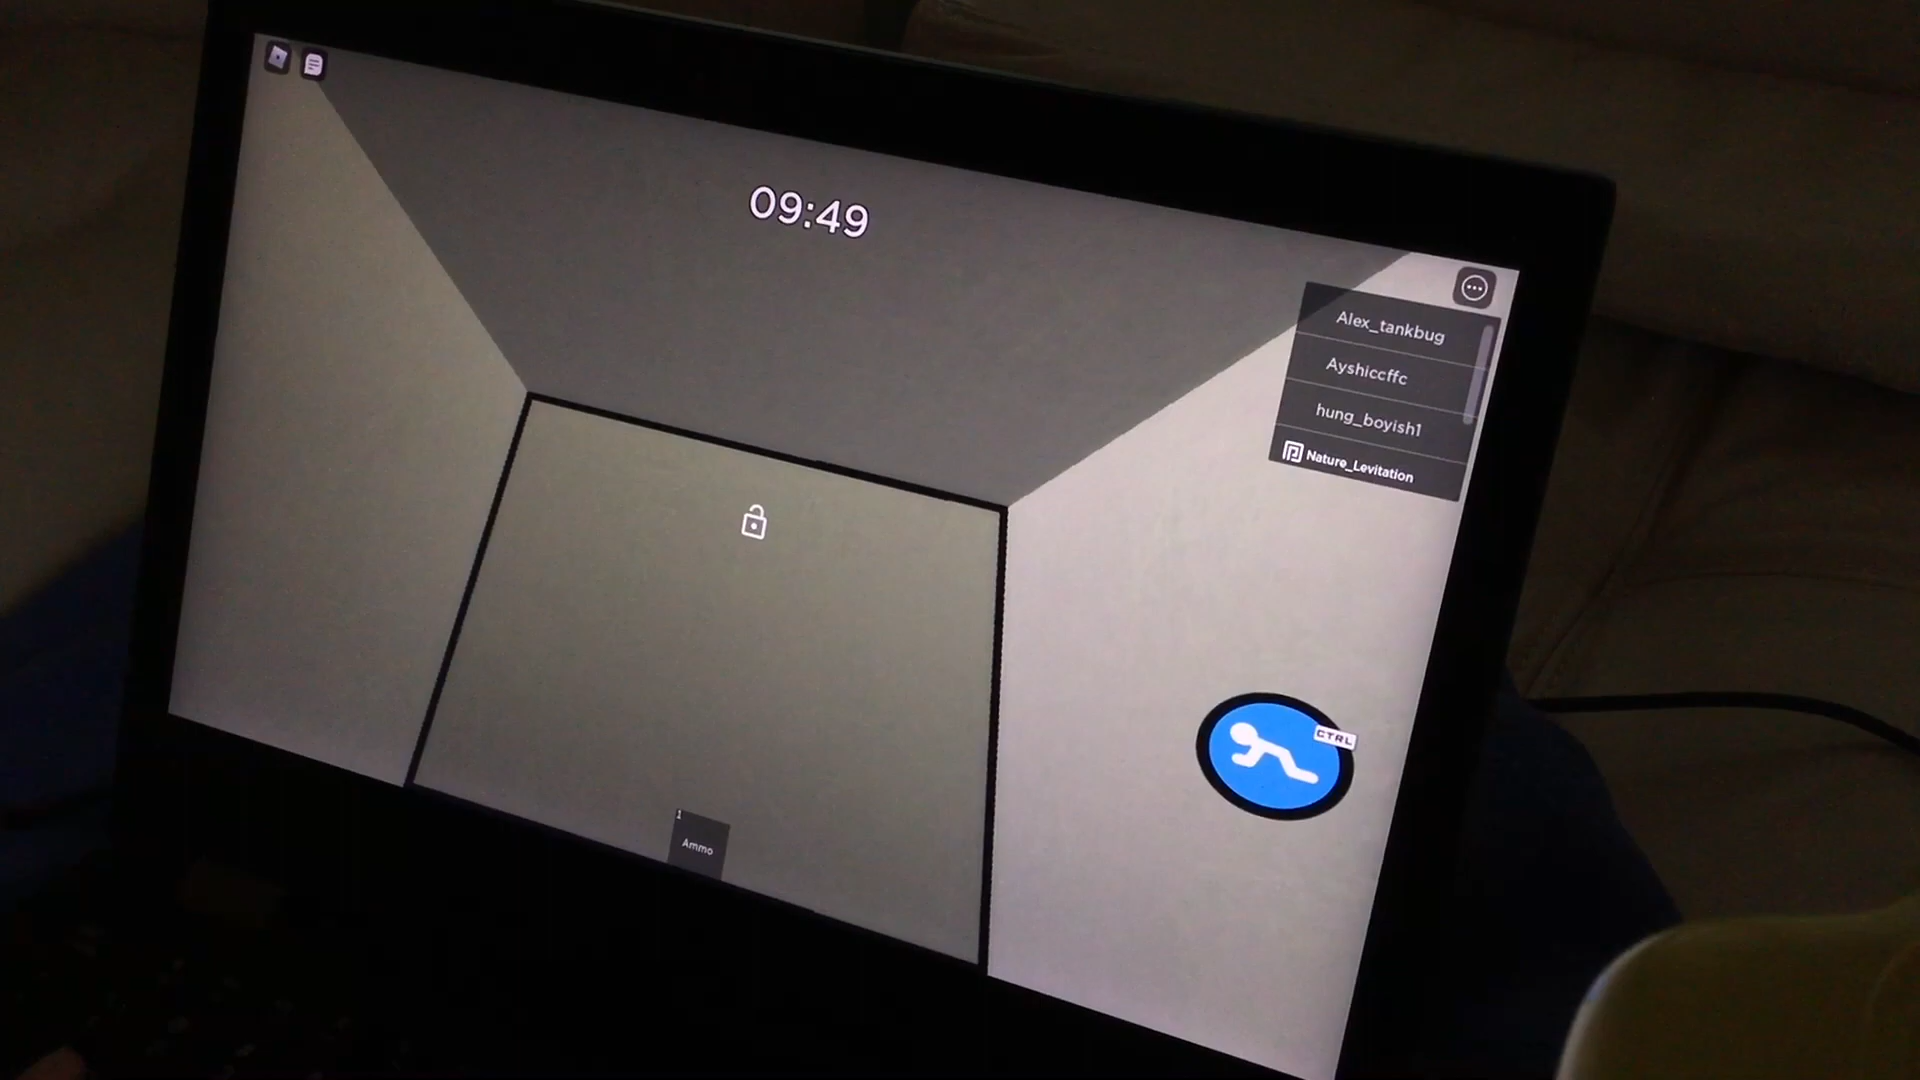 09:49
Alex_tankbug
Ayshiccffc
hung_boyish1
Nature_Levitation
CTRL
1
Ammo